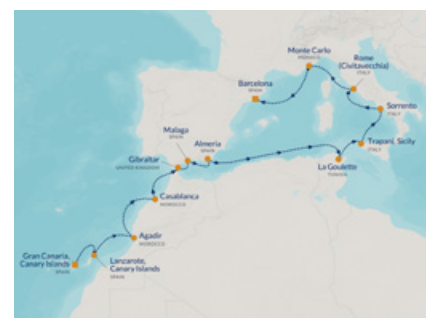 Monte Carlo
MONACO
Rome
(Civitavecchia)
ITALY
Barcelona
SPAIN
Sorrento
ITALY
Malaga
SPAIN
Almeria
SPAIN
Trapani, Sicily
ITALY
Gibraltar
UNITED KINGDOM
La Goulette
TUNISIA
Casablanca
MOROCCO
Agadir
MOROCCO
Gran Canaria,
Canary Islands
SPAIN
Lanzarote,
Canary Islands
SPAIN